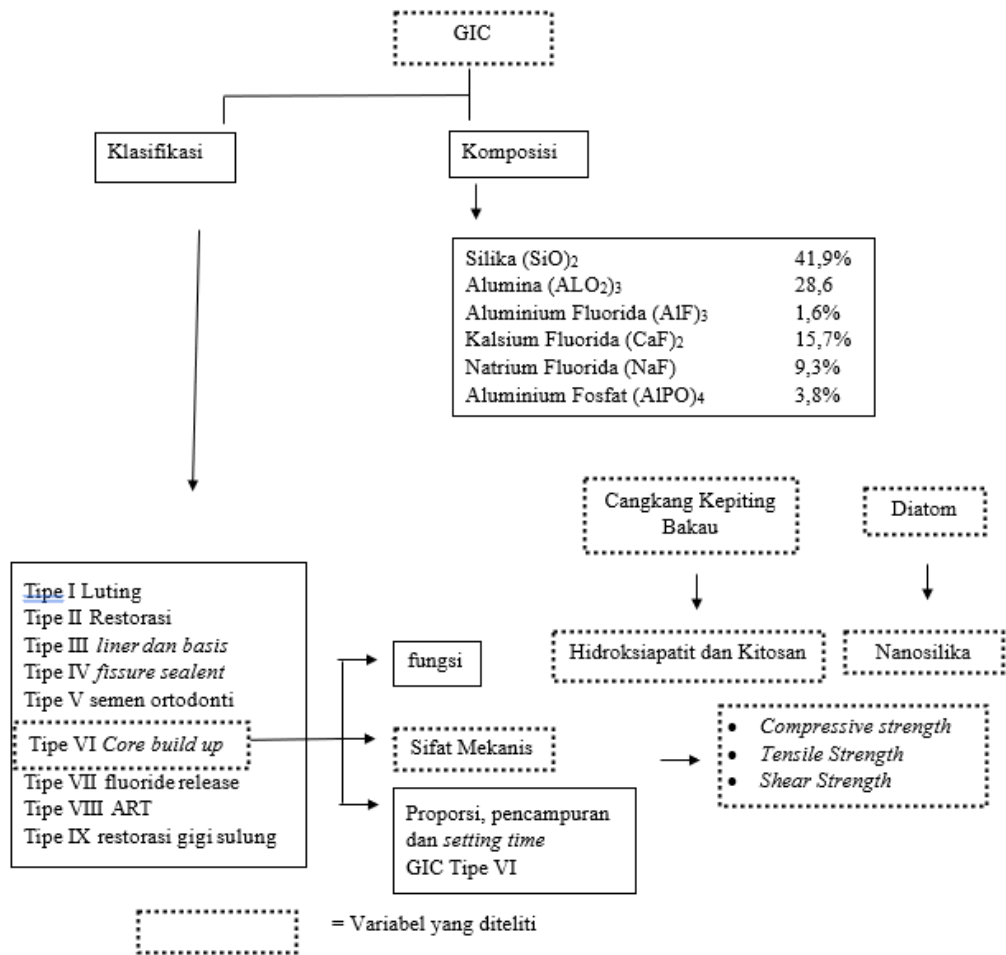 GIC
Klasifikasi
Komposisi
Silika (SiO)2 41,9%
Alumina (ALO2)3 28,6
Aluminium Fluorida (AlF)3 1,6%
Kalsium Fluorida (CaF)2 15,7%
Natrium Fluorida (NaF) 9,3%
Aluminium Fosfat (AlPO)4 3,8%
Cangkang Kepiting
Bakau
Diatom
Hidroksiapatit dan Kitosan
Nanosilika
Tipe I Luting
Tipe II Restorasi
Tipe III liner dan basis
Tipe IV fissure sealent
Tipe V semen ortodonti
Tipe VI Core build up
Tipe VII fluoride release
Tipe VIII ART
Tipe IX restorasi gigi sulung
fungsi
Sifat Mekanis
Proporsi, pencampuran
dan setting time
GIC Tipe VI
• Compressive strength
• Tensile Strength
• Shear Strength
= Variabel yang diteliti